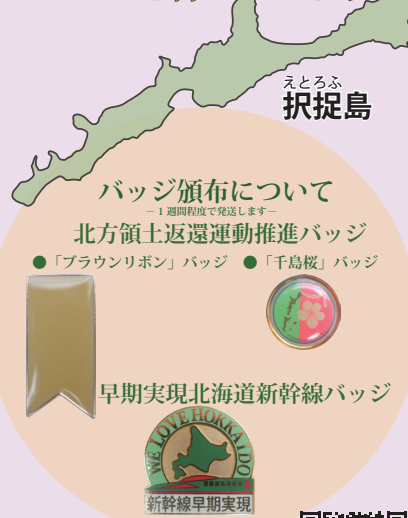 えとろふ
択捉島
バッジ頒布について
－１週間程度で発送します－
北方領土返還運動推進バッジ
●「ブラウンリボン」バッジ ●「千島桜」バッジ
早期実現北海道新幹線バッジ
WE LOVE HOKKAIDO
新幹線早期実現